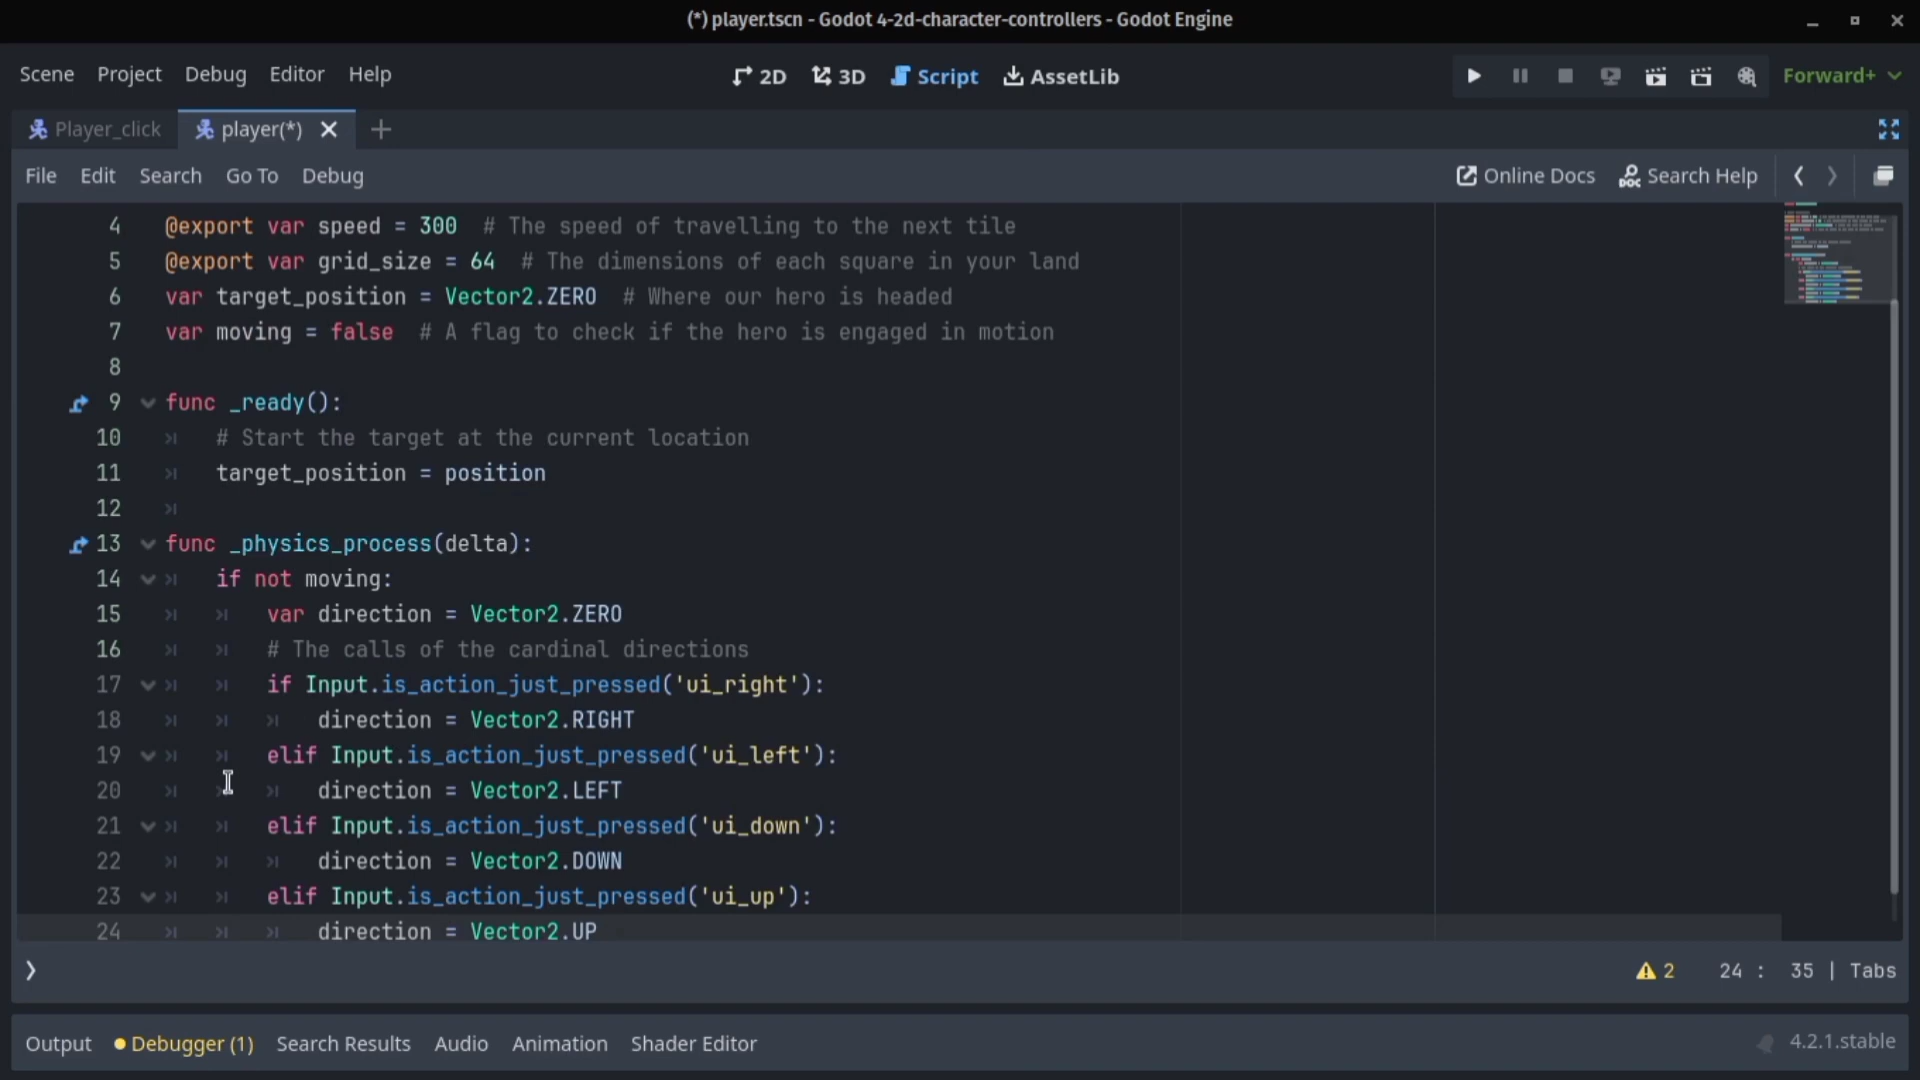 (*) player.tscn - Godot 4-2d-character-controllers - Godot Engine
Scene Project Debug Editor Help 2D 3D Script AssetLib Forward+
Player_click player(*)
File Edit Search Go To Debug Online Docs Search Help
4 @export var speed = 300  # The speed of travelling to the next tile
5 @export var grid_size = 64  # The dimensions of each square in your land
6 var target_position = Vector2.ZERO  # Where our hero is headed
7 var moving = false  # A flag to check if the hero is engaged in motion
8
9 func _ready():
10 # Start the target at the current location
11 target_position = position
12
13 func _physics_process(delta):
14 if not moving:
15 var direction = Vector2.ZERO
16 # The calls of the cardinal directions
17 if Input.is_action_just_pressed('ui_right'):
18 direction = Vector2.RIGHT
19 elif Input.is_action_just_pressed('ui_left'):
20 direction = Vector2.LEFT
21 elif Input.is_action_just_pressed('ui_down'):
22 direction = Vector2.DOWN
23 elif Input.is_action_just_pressed('ui_up'):
24 direction = Vector2.UP
2 24 : 35 | Tabs
Output Debugger (1) Search Results Audio Animation Shader Editor 4.2.1.stable